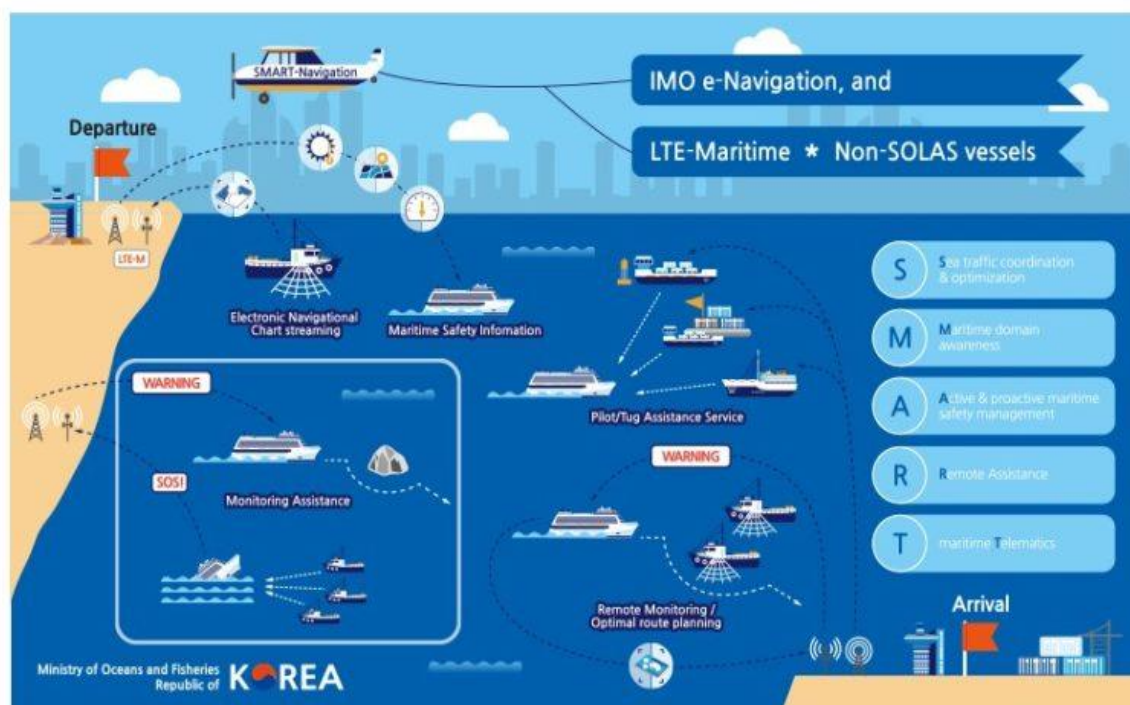 SMART-Navigation
IMO e-Navigation, and
LTE-Maritime * Non-SOLAS vessels
Departure
LTE-M
Electronic Navigational
Chart streaming
Maritime Safety Infomation
Pilot/Tug Assistance Service
S
Sea traffic coordination
& optimization
M
Maritime domain
awareness
A
Active & proactive maritime
safety management
R
Remote Assistance
T
maritime Telematics
WARNING
Monitoring Assistance
SOS!
WARNING
Remote Monitoring /
Optimal route planning
Arrival
Ministry of Oceans and Fisheries
Republic of KOREA